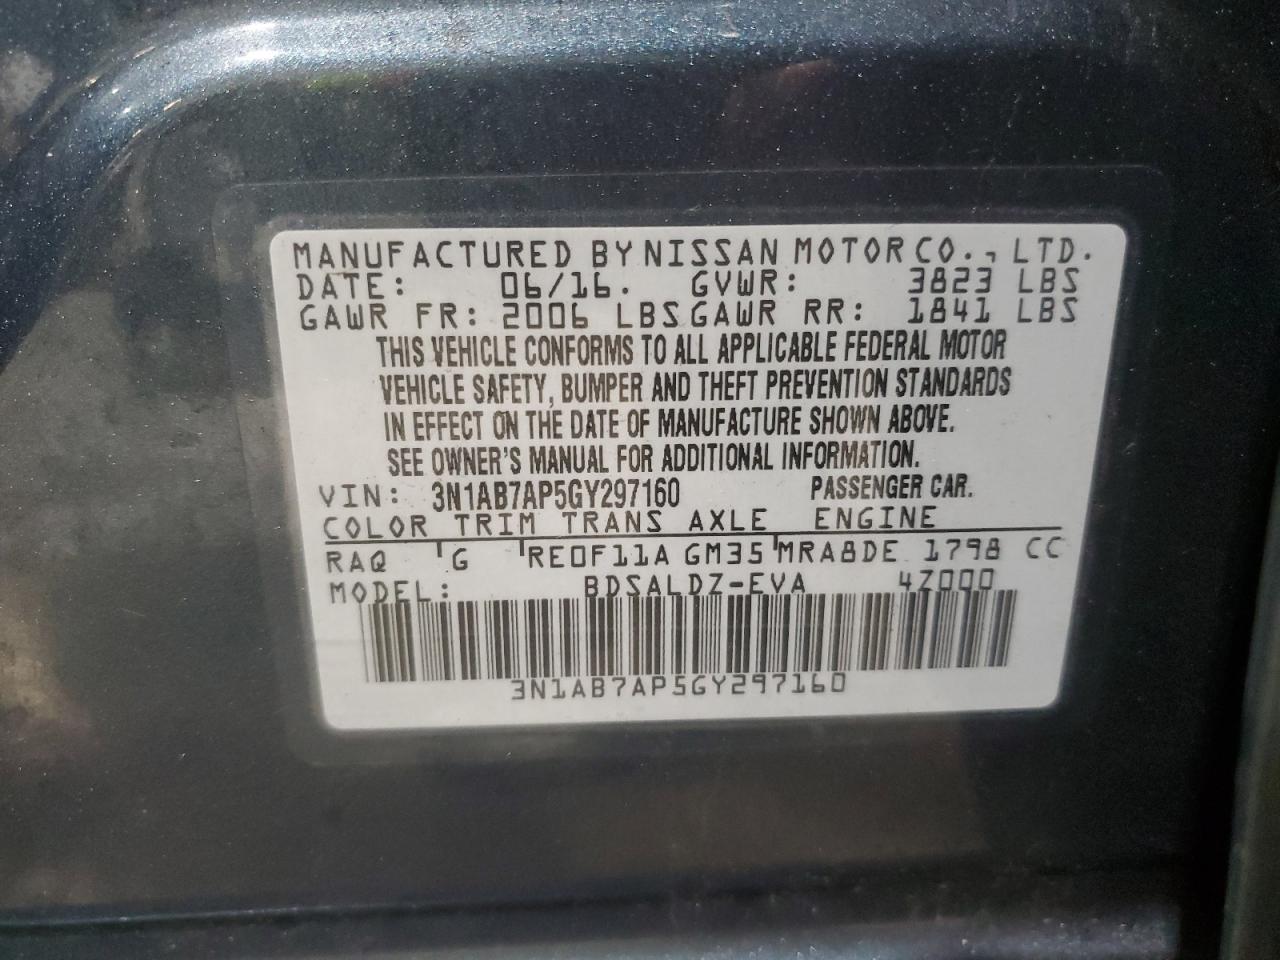 MANUFACTURED BY NISSAN MOTOR CO., LTD.
DATE: 06/16. GVWR: 3823 LBS
GAWR FR: 2006 LBS GAWR RR: 1841 LBS
THIS VEHICLE CONFORMS TO ALL APPLICABLE FEDERAL MOTOR
VEHICLE SAFETY, BUMPER AND THEFT PREVENTION STANDARDS
IN EFFECT ON THE DATE OF MANUFACTURE SHOWN ABOVE.
SEE OWNER'S MANUAL FOR ADDITIONAL INFORMATION.
VIN: 3N1AB7AP5GY297160 PASSENGER CAR.
COLOR TRIM TRANS AXLE ENGINE
RAQ G RE0F11A GM35 MRA8DE 1798 CC
MODEL: BDSALDZ-EVA 4Z000
3N1AB7AP5GY297160